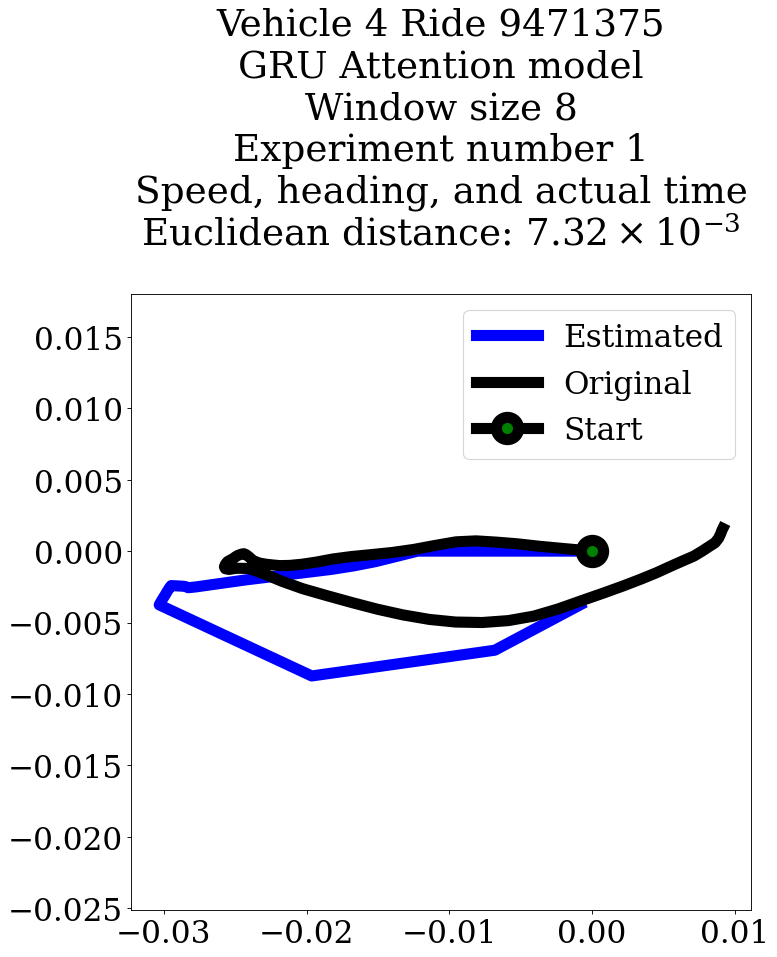 Vehicle 4 Ride 9471375
GRU Attention model
Window size 8
Experiment number 1
Speed, heading, and actual time
Euclidean distance: 7.32 × 10⁻³
Estimated
Original
Start
0.015
0.010
0.005
0.000
−0.005
−0.010
−0.015
−0.020
−0.025
−0.03 −0.02 −0.01 0.00 0.01